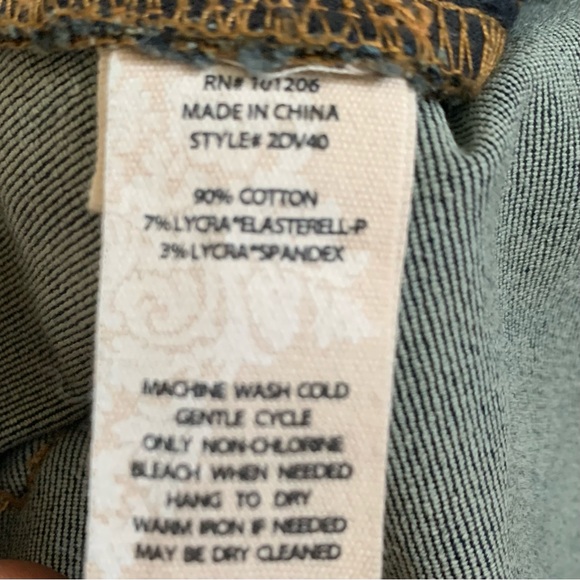 RN# 101206
MADE IN CHINA
STYLE# 2DV40
90% COTTON
7% LYCRA®ELASTERELL-P
3% LYCRA®SPANDEX
MACHINE WASH COLD
GENTLE CYCLE
ONLY NON-CHLORINE
BLEACH WHEN NEEDED
HANG TO DRY
WARM IRON IF NEEDED
MAY BE DRY CLEANED